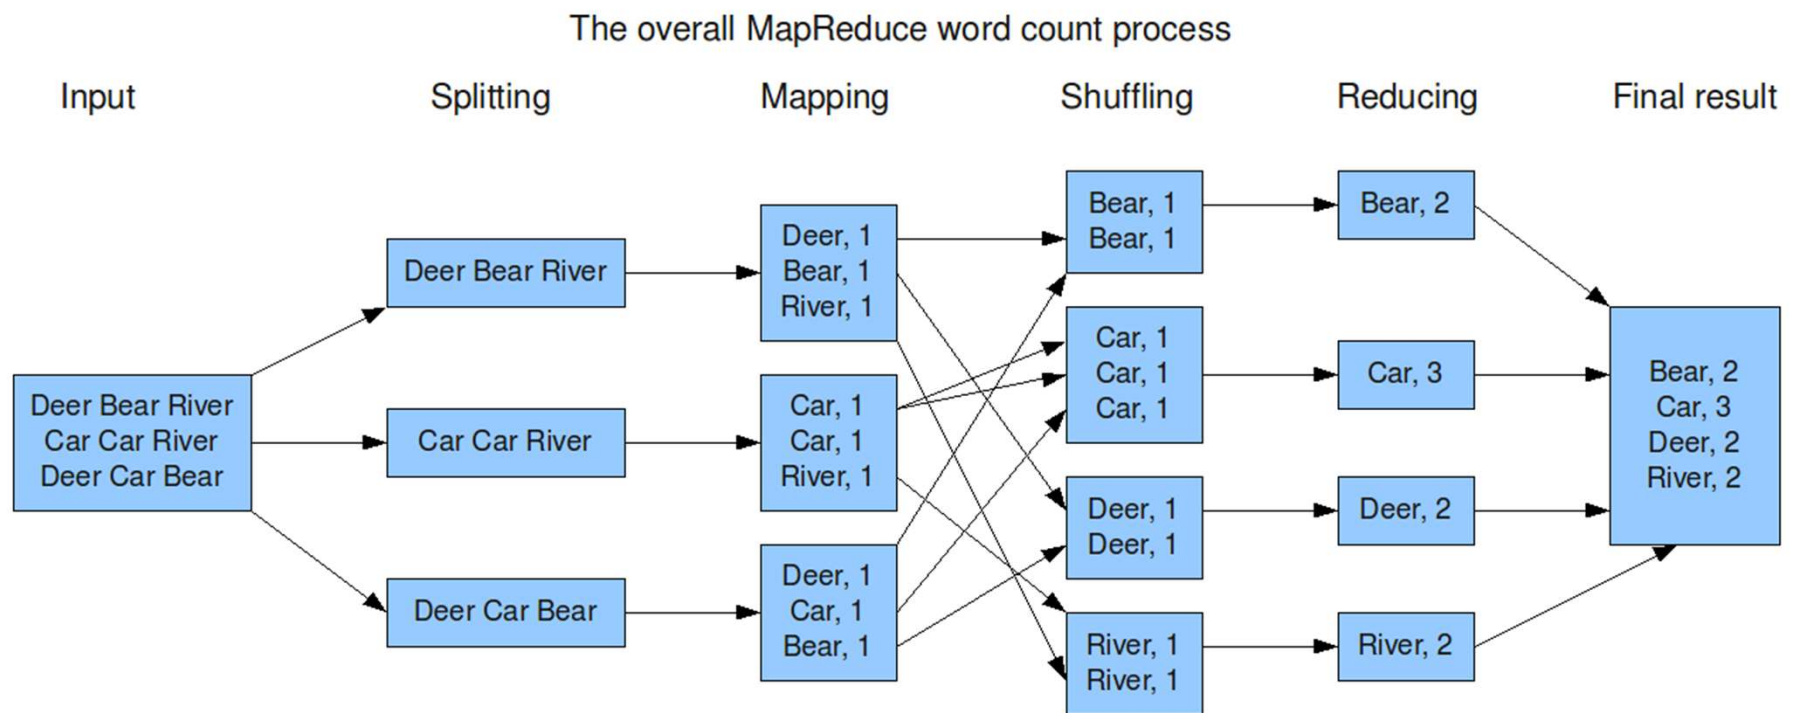 The overall MapReduce word count process
Input
Splitting
Mapping
Shuffling
Reducing
Final result
Deer Bear River
Car Car River
Deer Car Bear
Deer Bear River
Car Car River
Deer Car Bear
Deer, 1
Bear, 1
River, 1
Car, 1
Car, 1
River, 1
Deer, 1
Car, 1
Bear, 1
Bear, 1
Bear, 1
Car, 1
Car, 1
Car, 1
Deer, 1
Deer, 1
River, 1
River, 1
Bear, 2
Car, 3
Deer, 2
River, 2
Bear, 2
Car, 3
Deer, 2
River, 2